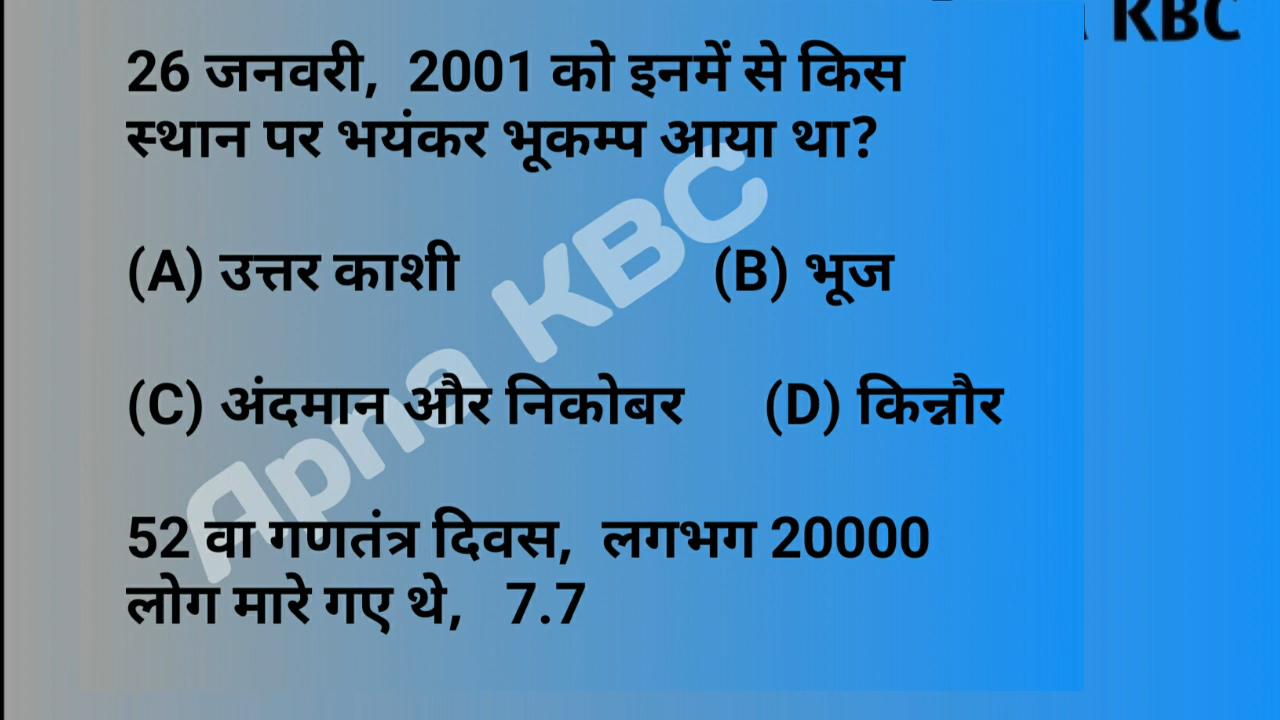 KBC
26 जनवरी, 2001 को इनमें से किस
स्थान पर भयंकर भूकम्प आया था?
(A) उत्तर काशी (B) भूज
(C) अंदमान और निकोबर (D) किन्नौर
52 वा गणतंत्र दिवस, लगभग 20000
लोग मारे गए थे, 7.7
Apna KBC